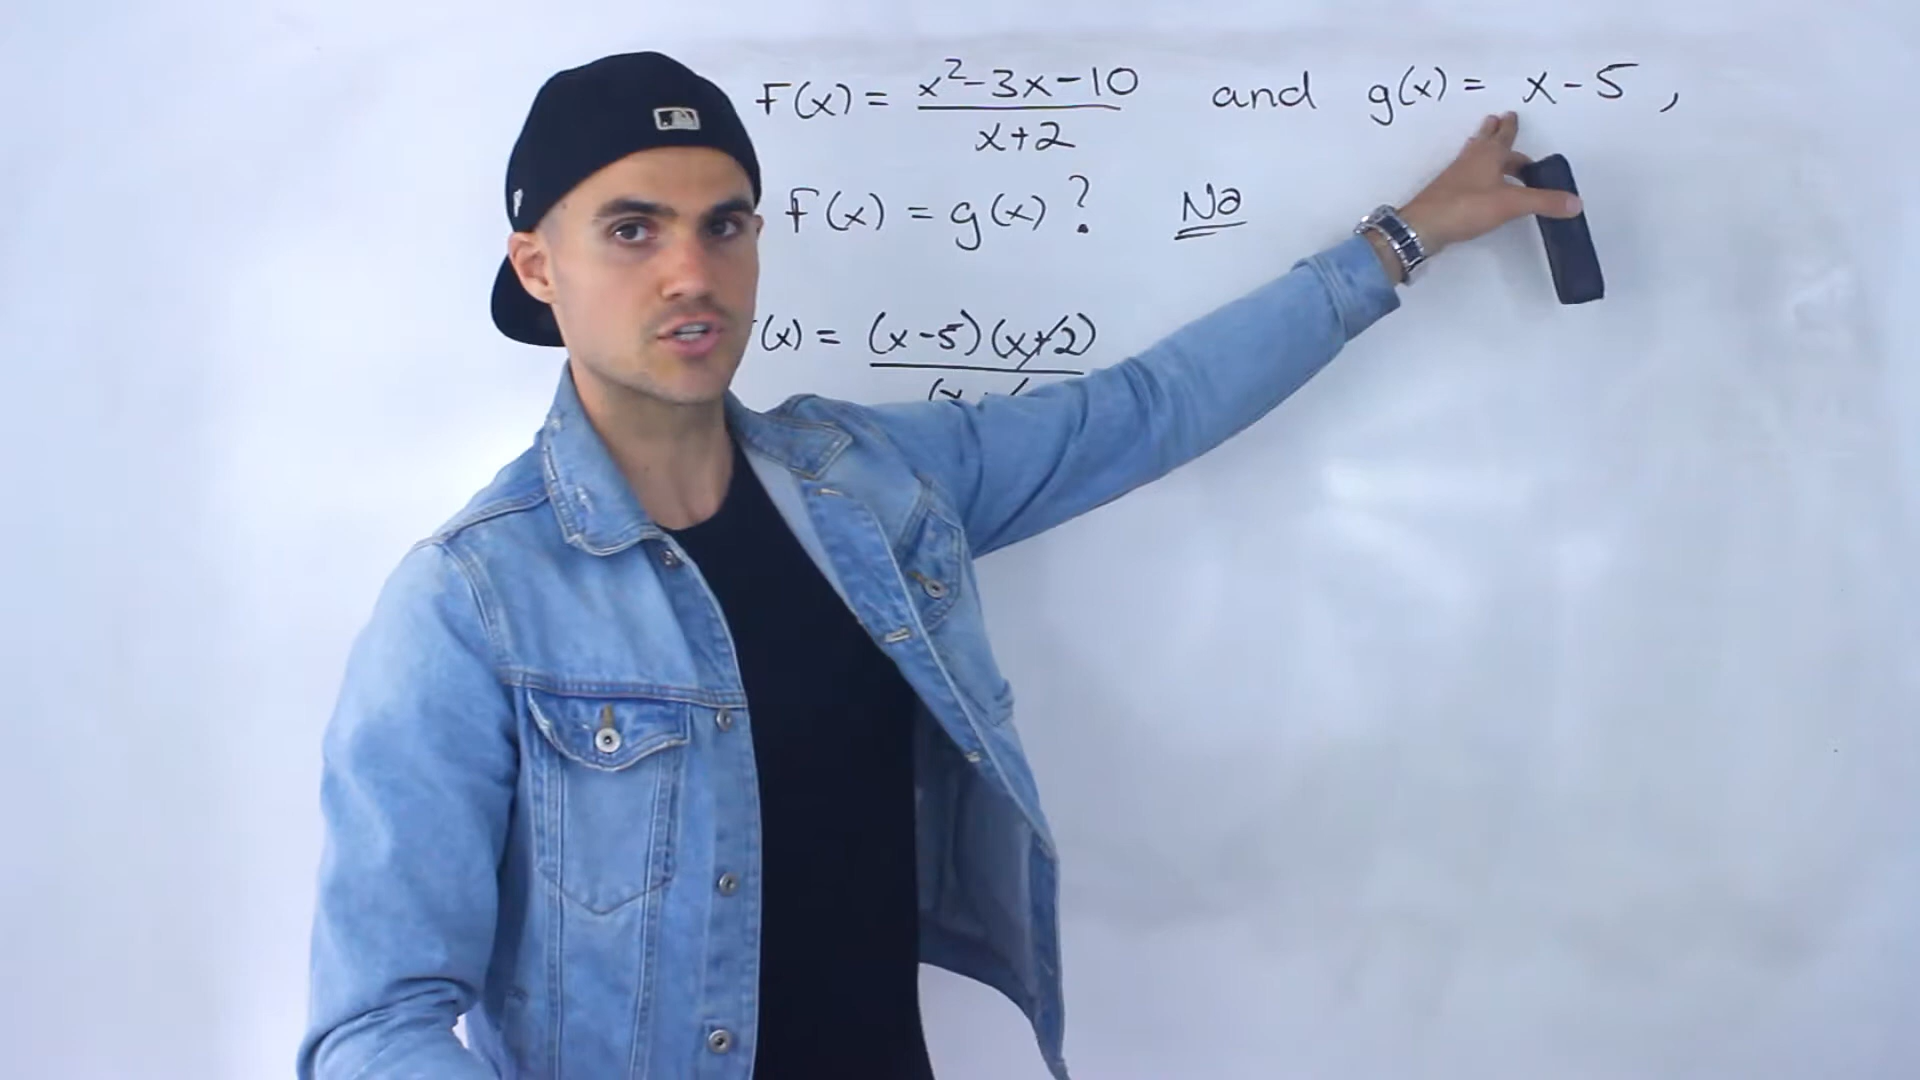 f(x) = x²-3x-10 / x+2 and g(x) = x-5 ,
f(x) = g(x) ? No
(x) = (x-5)(x+2)
(x